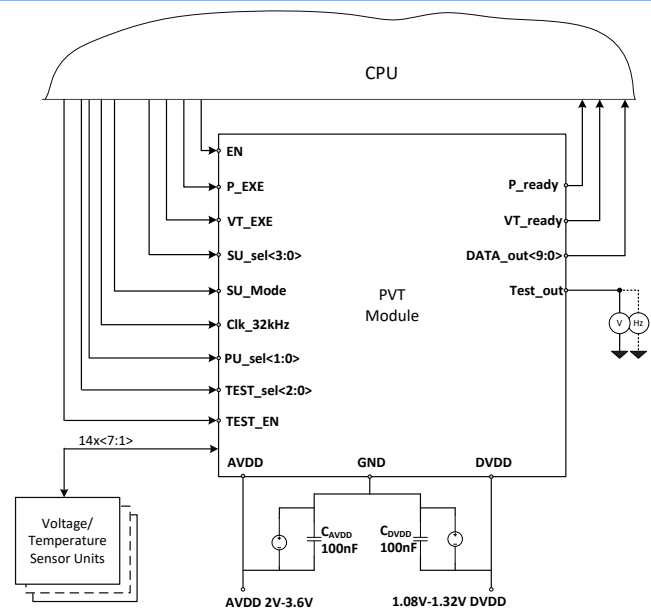 CPU
EN
P_EXE
VT_EXE
SU_sel<3:0>
SU_Mode
Clk_32kHz
PU_sel<1:0>
TEST_sel<2:0>
TEST_EN
P_ready
VT_ready
DATA_out<9:0>
Test_out
PVT
Module
V
Hz
14x<7:1>
AVDD
GND
DVDD
Voltage/
Temperature
Sensor Units
CAVDD
100nF
CDVDD
100nF
AVDD 2V-3.6V
1.08V-1.32V DVDD